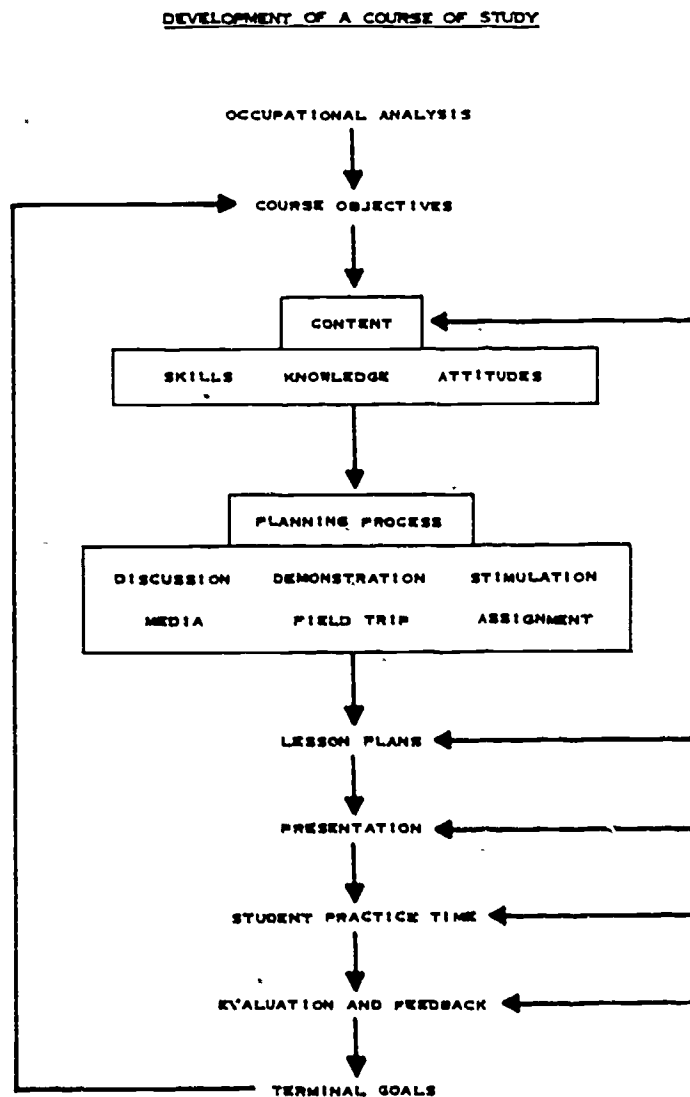 DEVELOPMENT OF A COURSE OF STUDY
OCCUPATIONAL ANALYSIS
COURSE OBJECTIVES
CONTENT
SKILLS KNOWLEDGE ATTITUDES
PLANNING PROCESS
DISCUSSION DEMONSTRATION STIMULATION
MEDIA FIELD TRIP ASSIGNMENT
LESSON PLANS
PRESENTATION
STUDENT PRACTICE TIME
EVALUATION AND FEEDBACK
TERMINAL GOALS